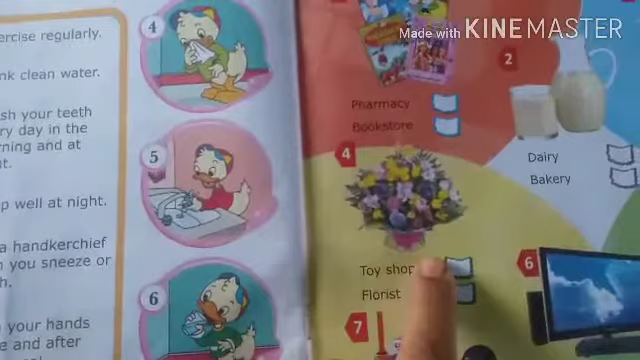 Made with KINEMASTER
ercise regularly.
nk clean water.
sh your teeth
ry day in the
rning and at
t.
p well at night.
a handkerchief
n you sneeze or
h.
your hands
e and after
4
5
6
Pharmacy
Bookstore
2
Dairy
Bakery
4
Toy shop
Florist
6
7